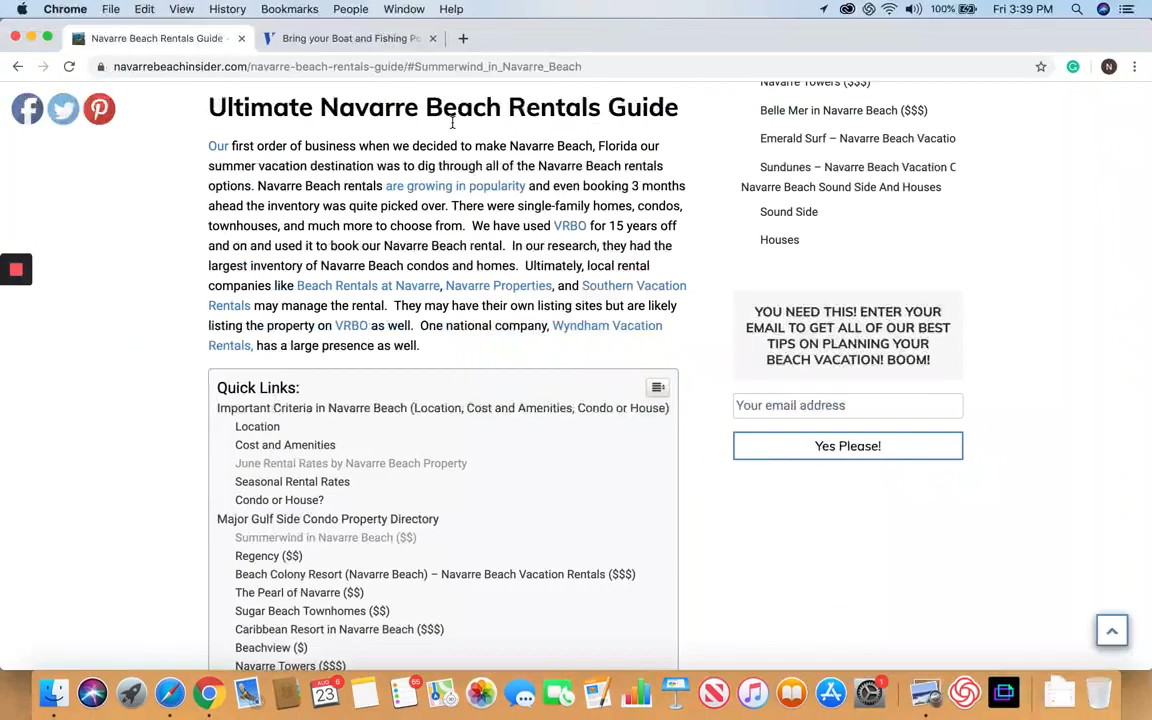 Chrome File Edit View History Bookmarks People Window Help 100% Fri 3:39 PM
Navarre Beach Rentals Guide - Bring your Boat and Fishing Po
navarrebeachinsider.com/navarre-beach-rentals-guide/#Summerwind_in_Navarre_Beach N
Ultimate Navarre Beach Rentals Guide
Our first order of business when we decided to make Navarre Beach, Florida our
summer vacation destination was to dig through all of the Navarre Beach rentals
options. Navarre Beach rentals are growing in popularity and even booking 3 months
ahead the inventory was quite picked over. There were single-family homes, condos,
townhouses, and much more to choose from. We have used VRBO for 15 years off
and on and used it to book our Navarre Beach rental. In our research, they had the
largest inventory of Navarre Beach condos and homes. Ultimately, local rental
companies like Beach Rentals at Navarre, Navarre Properties, and Southern Vacation
Rentals may manage the rental. They may have their own listing sites but are likely
listing the property on VRBO as well. One national company, Wyndham Vacation
Rentals, has a large presence as well.
Quick Links:
Important Criteria in Navarre Beach (Location, Cost and Amenities, Condo or House)
Location
Cost and Amenities
June Rental Rates by Navarre Beach Property
Seasonal Rental Rates
Condo or House?
Major Gulf Side Condo Property Directory
Summerwind in Navarre Beach ($$)
Regency ($$)
Beach Colony Resort (Navarre Beach) – Navarre Beach Vacation Rentals ($$$)
The Pearl of Navarre ($$)
Sugar Beach Townhomes ($$)
Caribbean Resort in Navarre Beach ($$$)
Beachview ($)
Navarre Towers ($$$)
Navarre Towers ($$$)
Belle Mer in Navarre Beach ($$$)
Emerald Surf – Navarre Beach Vacatio
Sundunes – Navarre Beach Vacation C
Navarre Beach Sound Side And Houses
Sound Side
Houses
YOU NEED THIS! ENTER YOUR
EMAIL TO GET ALL OF OUR BEST
TIPS ON PLANNING YOUR
BEACH VACATION! BOOM!
Your email address
Yes Please!
AUG 6
23
65
1